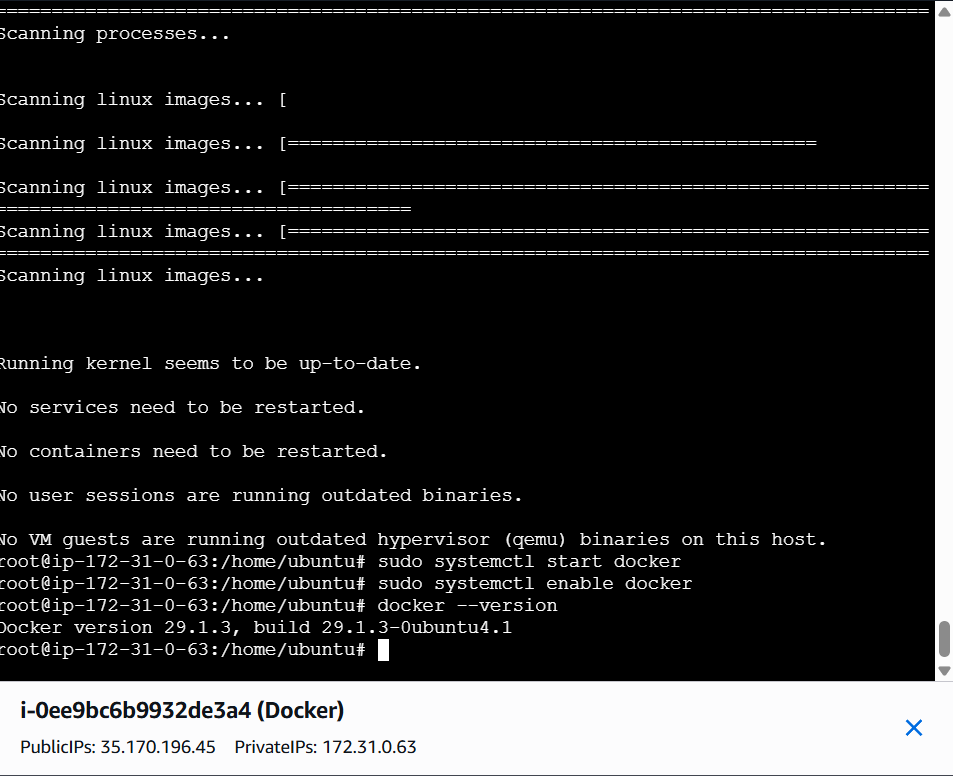 ================================================================================
Scanning processes...
Scanning linux images... [
Scanning linux images... [===============================================
Scanning linux images... [=========================================================
=====================================
Scanning linux images... [=========================================================
===================================================================================
Scanning linux images...
Running kernel seems to be up-to-date.
No services need to be restarted.
No containers need to be restarted.
No user sessions are running outdated binaries.
No VM guests are running outdated hypervisor (qemu) binaries on this host.
root@ip-172-31-0-63:/home/ubuntu# sudo systemctl start docker
root@ip-172-31-0-63:/home/ubuntu# sudo systemctl enable docker
root@ip-172-31-0-63:/home/ubuntu# docker --version
Docker version 29.1.3, build 29.1.3-0ubuntu4.1
root@ip-172-31-0-63:/home/ubuntu#
i-0ee9bc6b9932de3a4 (Docker)
PublicIPs: 35.170.196.45 PrivateIPs: 172.31.0.63